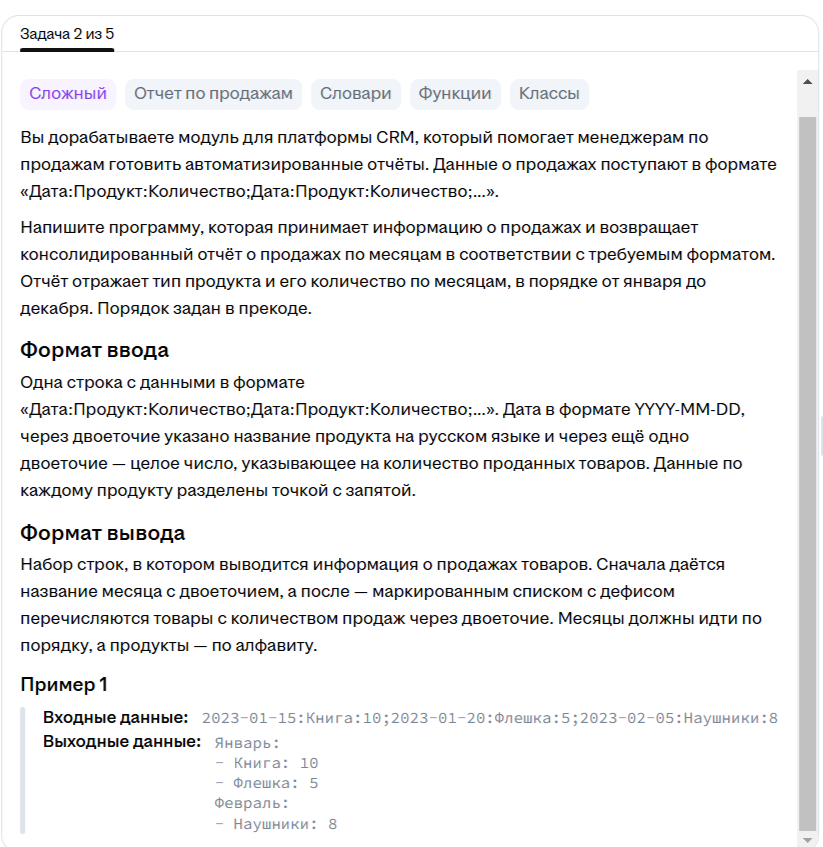 Задача 2 из 5
Сложный Отчет по продажам Словари Функции Классы
Вы дорабатываете модуль для платформы CRM, который помогает менеджерам по
продажам готовить автоматизированные отчёты. Данные о продажах поступают в формате
«Дата:Продукт:Количество;Дата:Продукт:Количество;...».
Напишите программу, которая принимает информацию о продажах и возвращает
консолидированный отчёт о продажах по месяцам в соответствии с требуемым форматом.
Отчёт отражает тип продукта и его количество по месяцам, в порядке от января до
декабря. Порядок задан в прекоде.
Формат ввода
Одна строка с данными в формате
«Дата:Продукт:Количество;Дата:Продукт:Количество;...». Дата в формате YYYY-MM-DD,
через двоеточие указано название продукта на русском языке и через ещё одно
двоеточие — целое число, указывающее на количество проданных товаров. Данные по
каждому продукту разделены точкой с запятой.
Формат вывода
Набор строк, в котором выводится информация о продажах товаров. Сначала даётся
название месяца с двоеточием, а после — маркированным списком с дефисом
перечисляются товары с количеством продаж через двоеточие. Месяцы должны идти по
порядку, а продукты — по алфавиту.
Пример 1
Входные данные: 2023-01-15:Книга:10;2023-01-20:Флешка:5;2023-02-05:Наушники:8
Выходные данные: Январь:
- Книга: 10
- Флешка: 5
Февраль:
- Наушники: 8